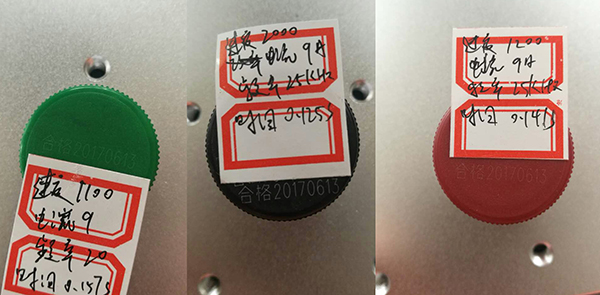 合格2017061
速度 1100
电流 9
频率 20
时间 0.157s
速度 2000
电流 9A
频率 25KHz
时间 0.125s
合格20170613
速度 1200
电流 9A
频率 25KHz
时间 0.141s
合格20170613